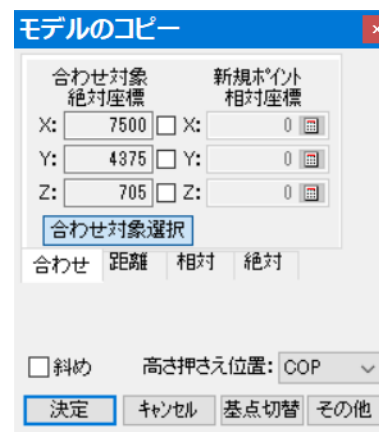 モデルのコピー
合わせ対象 新規ポイント
絶対座標 相対座標
X: 7500 X: 0
Y: 4375 Y: 0
Z: 705 Z: 0
合わせ対象選択
合わせ 距離 相対 絶対
斜め 高さ押さえ位置: COP
決定 キャンセル 基点切替 その他